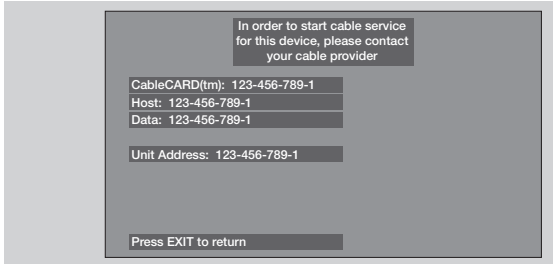 In order to start cable service
for this device, please contact
your cable provider
CableCARD(tm): 123-456-789-1
Host: 123-456-789-1
Data: 123-456-789-1
Unit Address: 123-456-789-1
Press EXIT to return